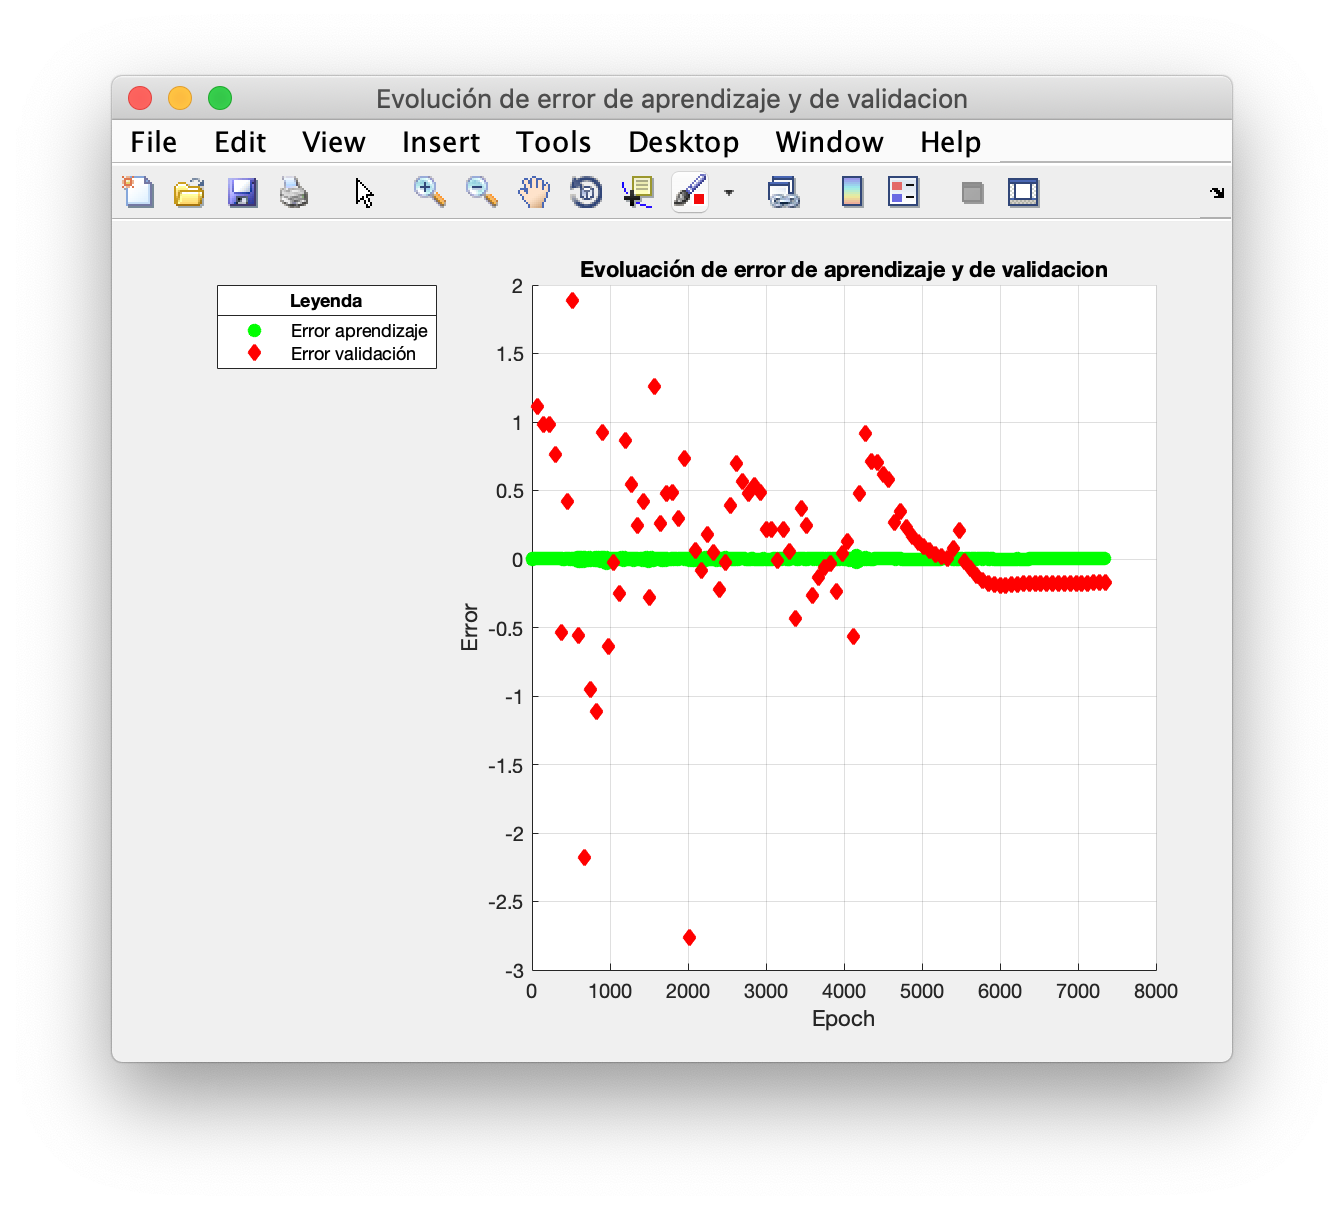 Evolución de error de aprendizaje y de validacion
File Edit View Insert Tools Desktop Window Help
Evoluación de error de aprendizaje y de validacion
Leyenda
Error aprendizaje
Error validación
2
1.5
1
0.5
0
-0.5
-1
-1.5
-2
-2.5
-3
Error
0 1000 2000 3000 4000 5000 6000 7000 8000
Epoch